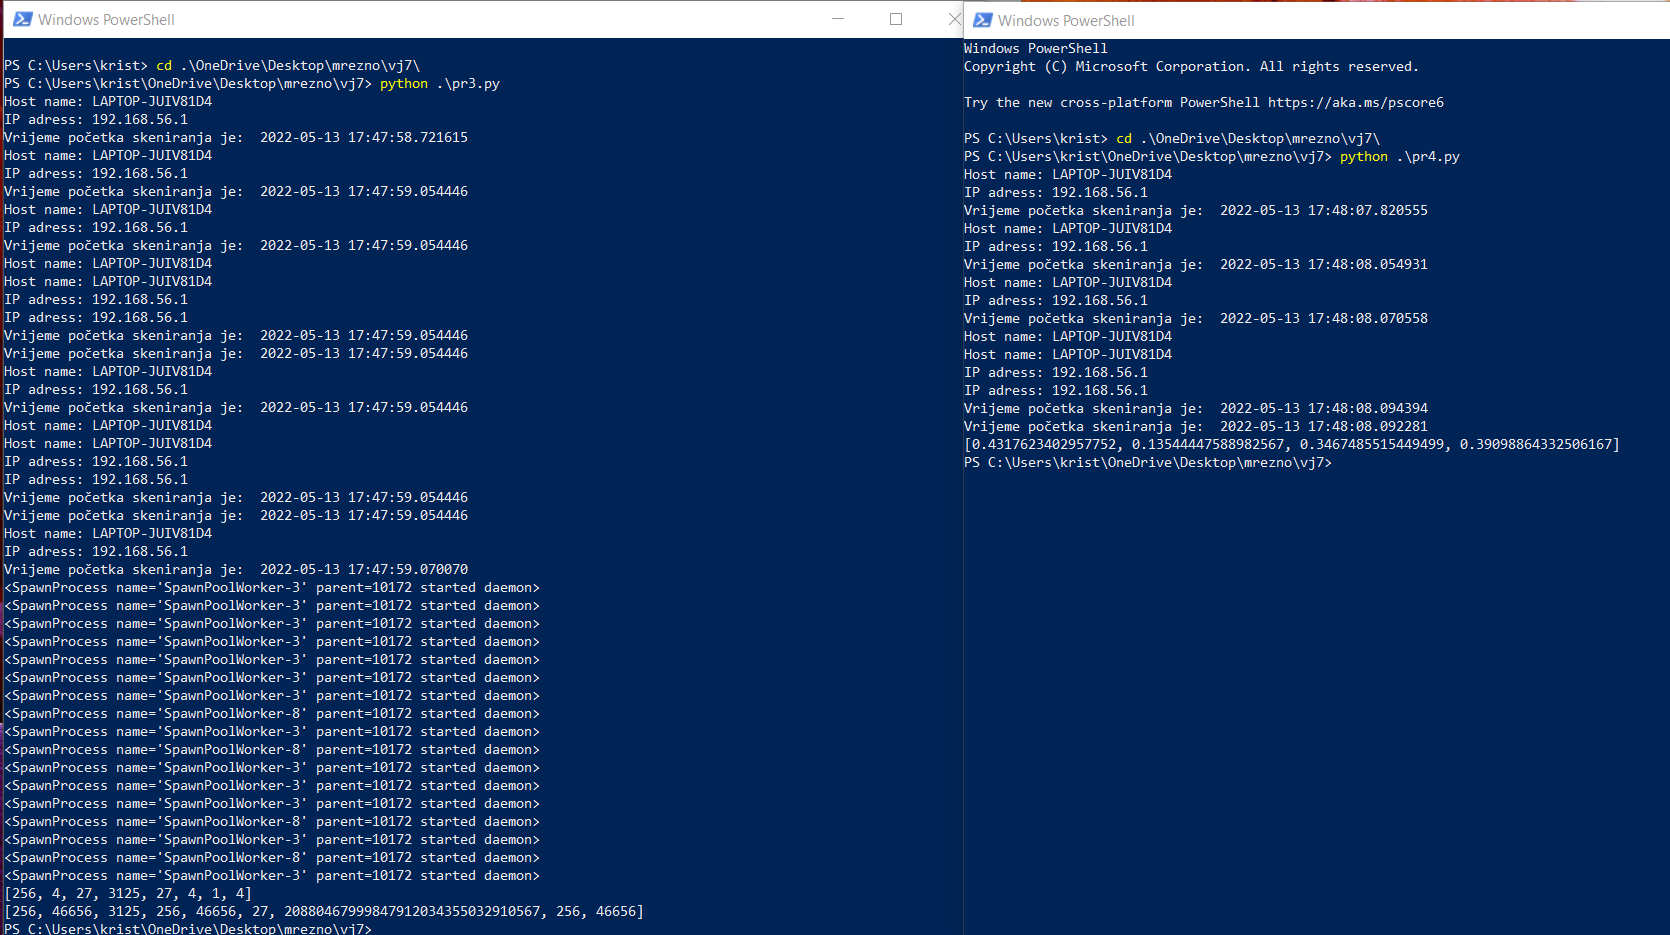 Windows PowerShell
PS C:\Users\krist> cd .\OneDrive\Desktop\mrezno\vj7\
PS C:\Users\krist\OneDrive\Desktop\mrezno\vj7> python .\pr3.py
Host name: LAPTOP-JUIV81D4
IP adress: 192.168.56.1
Vrijeme početka skeniranja je:  2022-05-13 17:47:58.721615
Host name: LAPTOP-JUIV81D4
IP adress: 192.168.56.1
Vrijeme početka skeniranja je:  2022-05-13 17:47:59.054446
Host name: LAPTOP-JUIV81D4
IP adress: 192.168.56.1
Vrijeme početka skeniranja je:  2022-05-13 17:47:59.054446
Host name: LAPTOP-JUIV81D4
Host name: LAPTOP-JUIV81D4
IP adress: 192.168.56.1
IP adress: 192.168.56.1
Vrijeme početka skeniranja je:  2022-05-13 17:47:59.054446
Vrijeme početka skeniranja je:  2022-05-13 17:47:59.054446
Host name: LAPTOP-JUIV81D4
IP adress: 192.168.56.1
Vrijeme početka skeniranja je:  2022-05-13 17:47:59.054446
Host name: LAPTOP-JUIV81D4
Host name: LAPTOP-JUIV81D4
IP adress: 192.168.56.1
IP adress: 192.168.56.1
Vrijeme početka skeniranja je:  2022-05-13 17:47:59.054446
Vrijeme početka skeniranja je:  2022-05-13 17:47:59.054446
Host name: LAPTOP-JUIV81D4
IP adress: 192.168.56.1
Vrijeme početka skeniranja je:  2022-05-13 17:47:59.070070
<SpawnProcess name='SpawnPoolWorker-3' parent=10172 started daemon>
<SpawnProcess name='SpawnPoolWorker-3' parent=10172 started daemon>
<SpawnProcess name='SpawnPoolWorker-3' parent=10172 started daemon>
<SpawnProcess name='SpawnPoolWorker-3' parent=10172 started daemon>
<SpawnProcess name='SpawnPoolWorker-3' parent=10172 started daemon>
<SpawnProcess name='SpawnPoolWorker-3' parent=10172 started daemon>
<SpawnProcess name='SpawnPoolWorker-3' parent=10172 started daemon>
<SpawnProcess name='SpawnPoolWorker-8' parent=10172 started daemon>
<SpawnProcess name='SpawnPoolWorker-3' parent=10172 started daemon>
<SpawnProcess name='SpawnPoolWorker-8' parent=10172 started daemon>
<SpawnProcess name='SpawnPoolWorker-3' parent=10172 started daemon>
<SpawnProcess name='SpawnPoolWorker-3' parent=10172 started daemon>
<SpawnProcess name='SpawnPoolWorker-3' parent=10172 started daemon>
<SpawnProcess name='SpawnPoolWorker-8' parent=10172 started daemon>
<SpawnProcess name='SpawnPoolWorker-3' parent=10172 started daemon>
<SpawnProcess name='SpawnPoolWorker-8' parent=10172 started daemon>
<SpawnProcess name='SpawnPoolWorker-3' parent=10172 started daemon>
[256, 4, 27, 3125, 27, 4, 1, 4]
[256, 46656, 3125, 256, 46656, 27, 20880467999847912034355032910567, 256, 46656]
PS C:\Users\krist\OneDrive\Desktop\mrezno\vj7>
Windows PowerShell
Windows PowerShell
Copyright (C) Microsoft Corporation. All rights reserved.
Try the new cross-platform PowerShell https://aka.ms/pscore6
PS C:\Users\krist> cd .\OneDrive\Desktop\mrezno\vj7\
PS C:\Users\krist\OneDrive\Desktop\mrezno\vj7> python .\pr4.py
Host name: LAPTOP-JUIV81D4
IP adress: 192.168.56.1
Vrijeme početka skeniranja je:  2022-05-13 17:48:07.820555
Host name: LAPTOP-JUIV81D4
IP adress: 192.168.56.1
Vrijeme početka skeniranja je:  2022-05-13 17:48:08.054931
Host name: LAPTOP-JUIV81D4
IP adress: 192.168.56.1
Vrijeme početka skeniranja je:  2022-05-13 17:48:08.070558
Host name: LAPTOP-JUIV81D4
Host name: LAPTOP-JUIV81D4
IP adress: 192.168.56.1
IP adress: 192.168.56.1
Vrijeme početka skeniranja je:  2022-05-13 17:48:08.094394
Vrijeme početka skeniranja je:  2022-05-13 17:48:08.092281
[0.4317623402957752, 0.13544447588982567, 0.3467485515449499, 0.39098864332506167]
PS C:\Users\krist\OneDrive\Desktop\mrezno\vj7>